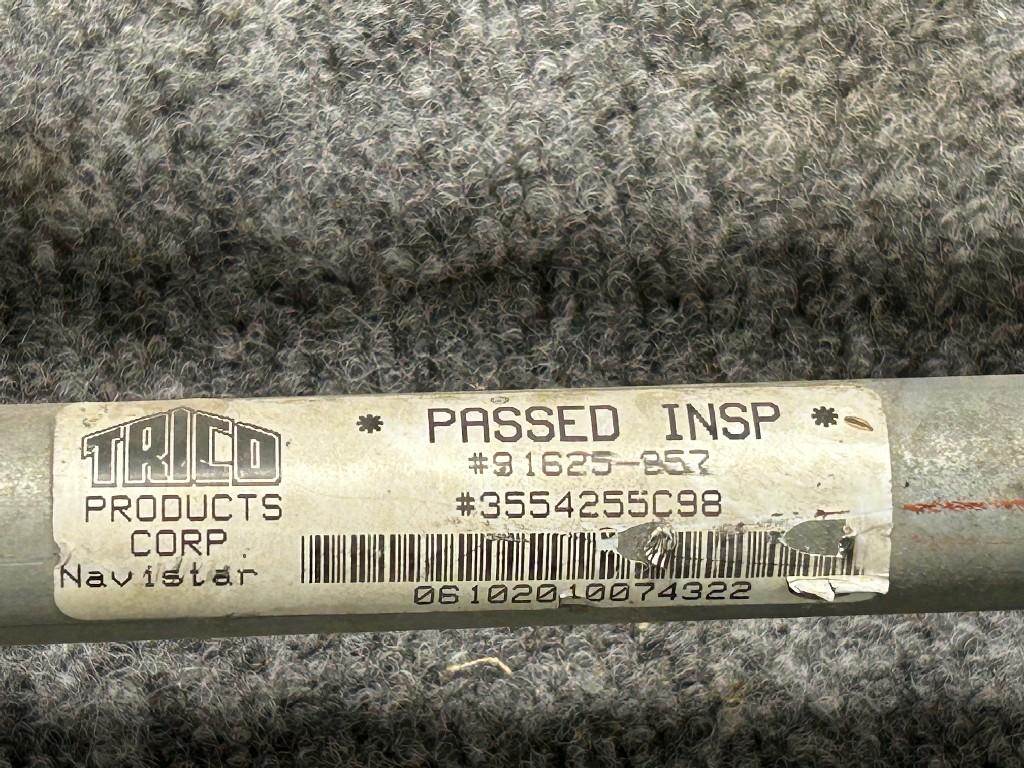 TRICO
PRODUCTS
CORP
Navistar
* PASSED INSP *
#3554255C98
06102010074322